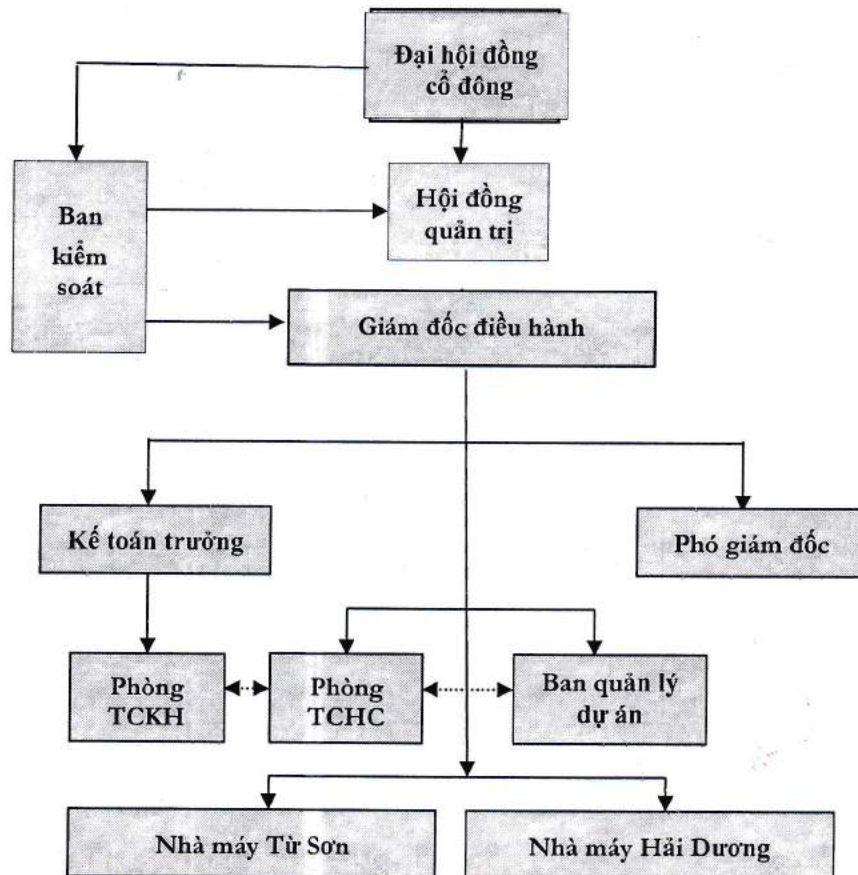 Đại hội đồng
cổ đông
Hội đồng
quản trị
Ban
kiểm
soát
Giám đốc điều hành
Kế toán trưởng
Phó giám đốc
Phòng
TCKH
Phòng
TCHC
Ban quản lý
dự án
Nhà máy Từ Sơn
Nhà máy Hải Dương